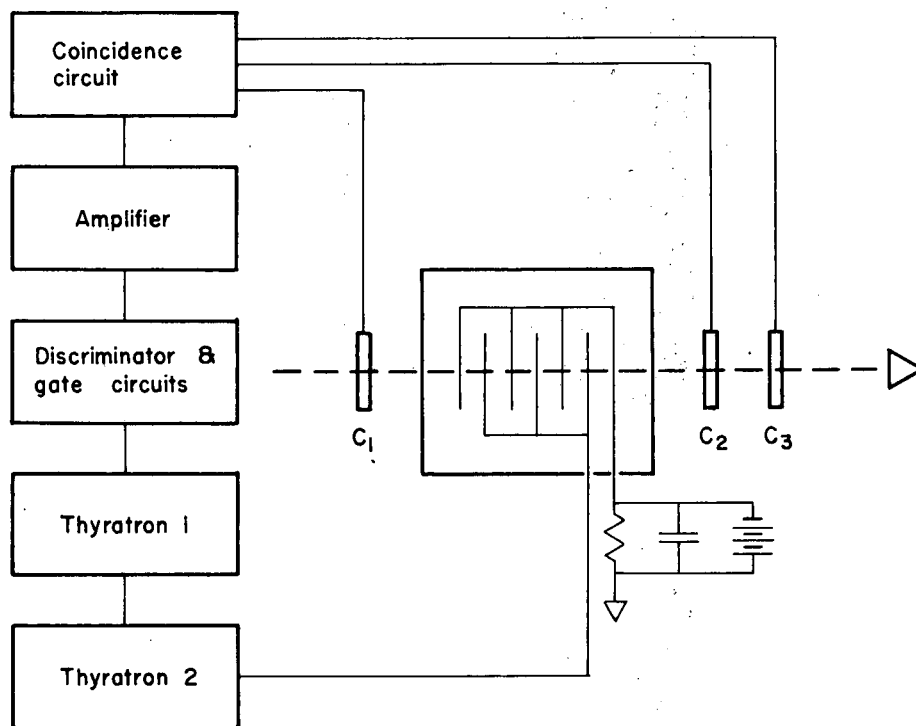 Coincidence
circuit
Amplifier
Discriminator &
gate circuits
Thyratron 1
Thyratron 2
C1
C2
C3